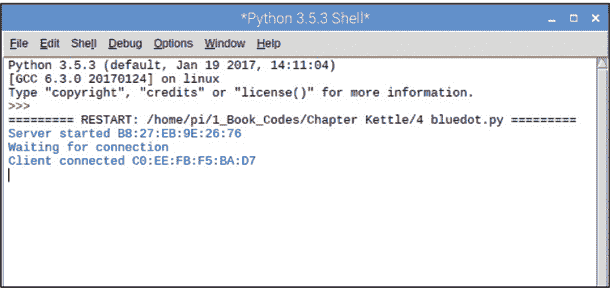 *Python 3.5.3 Shell*
File Edit Shell Debug Options Window Help
Python 3.5.3 (default, Jan 19 2017, 14:11:04)
[GCC 6.3.0 20170124] on linux
Type "copyright", "credits" or "license()" for more information.
>>>
========= RESTART: /home/pi/1_Book_Codes/Chapter Kettle/4 bluedot.py =========
Server started B8:27:EB:9E:26:76
Waiting for connection
Client connected C0:EE:FB:F5:BA:D7